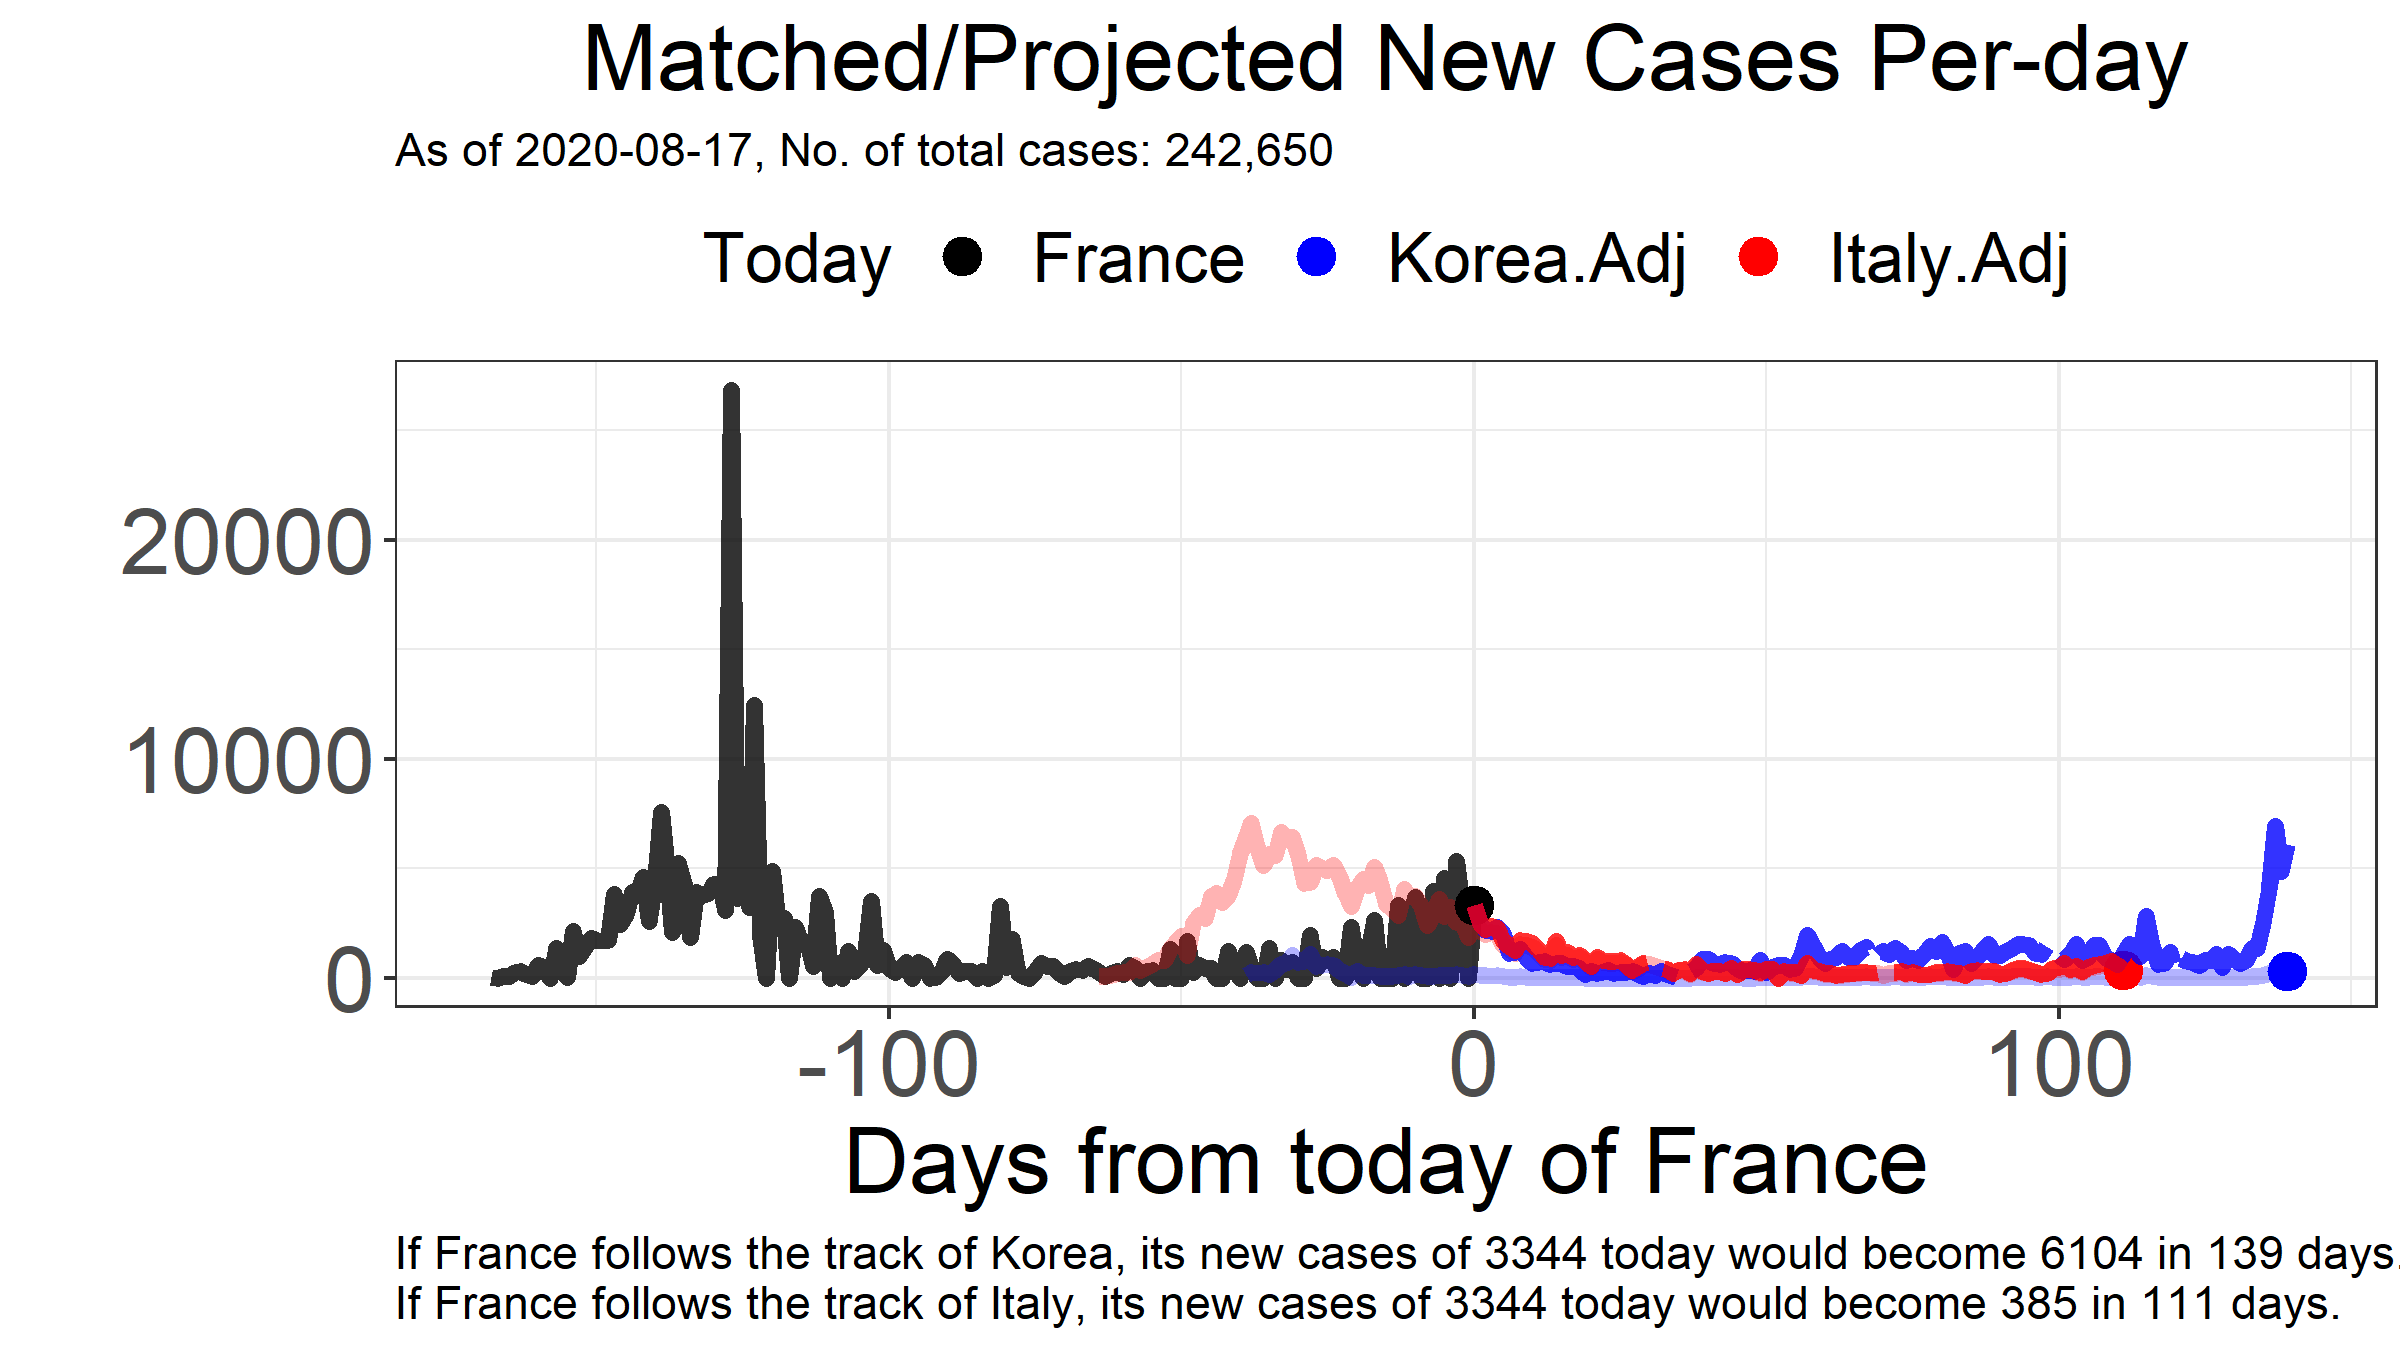 Matched/Projected New Cases Per-day
As of 2020-08-17, No. of total cases: 242,650
Today France Korea.Adj Italy.Adj
20000
10000
0
-100 0 100
Days from today of France
If France follows the track of Korea, its new cases of 3344 today would become 6104 in 139 days.
If France follows the track of Italy, its new cases of 3344 today would become 385 in 111 days.